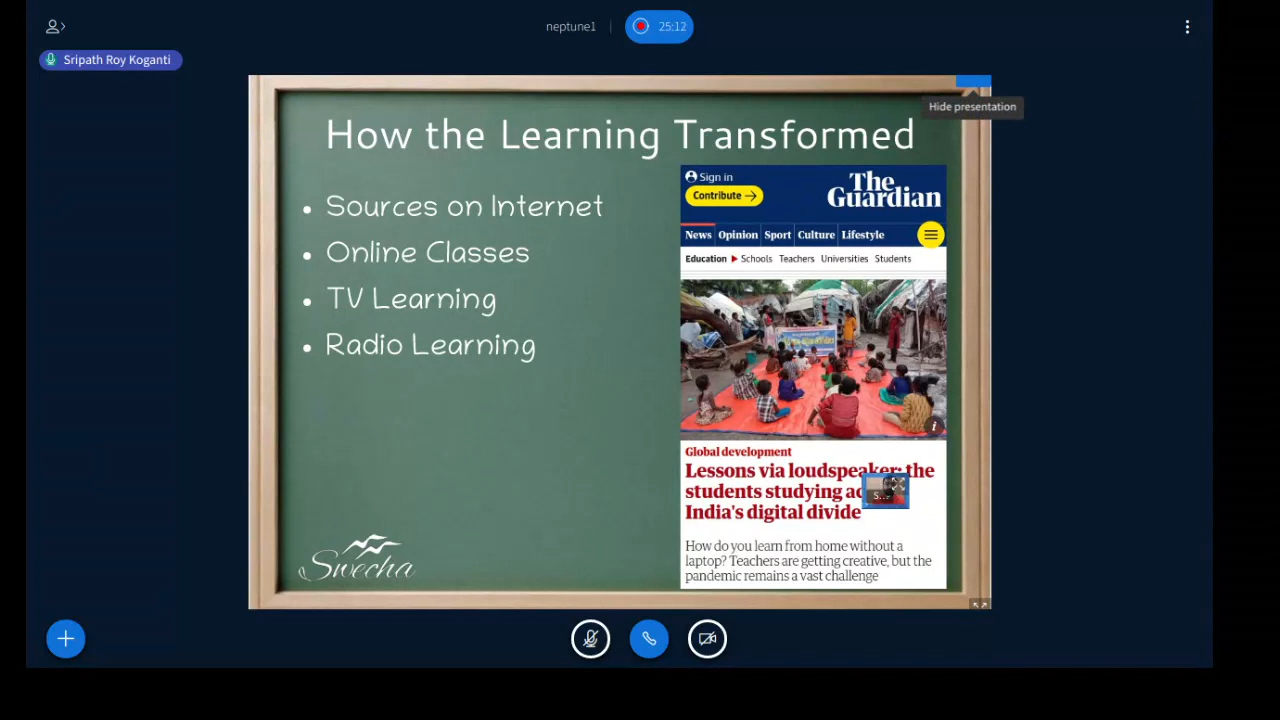 neptune1
25:12
Sripath Roy Koganti
Hide presentation
How the Learning Transformed
• Sources on Internet
• Online Classes
• TV Learning
• Radio Learning
Sign in
Contribute →
The
Guardian
News Opinion Sport Culture Lifestyle
Education ▶ Schools Teachers Universities Students
i
Global development
Lessons via loudspeaker: the
students studying
India's digital divide
S...
How do you learn from home without a
laptop? Teachers are getting creative, but the
pandemic remains a vast challenge
Swecha